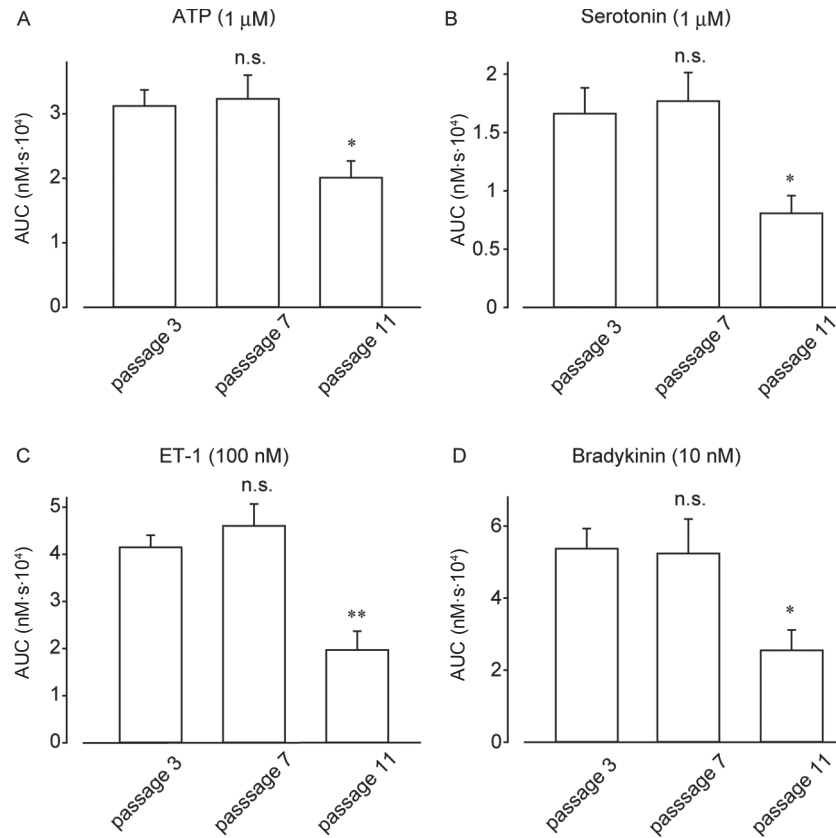 A
ATP (1 μM)
n.s.
*
AUC (nM·s·10⁴)
3
2
1
0
passage 3
passsage 7
passage 11
B
Serotonin (1 μM)
n.s.
*
AUC (nM·s·10⁴)
2
1.5
1
0.5
0
passage 3
passsage 7
passage 11
C
ET-1 (100 nM)
n.s.
**
AUC (nM·s·10⁴)
5
4
3
2
1
0
passage 3
passsage 7
passage 11
D
Bradykinin (10 nM)
n.s.
*
AUC (nM·s·10⁴)
6
4
2
0
passage 3
passsage 7
passage 11